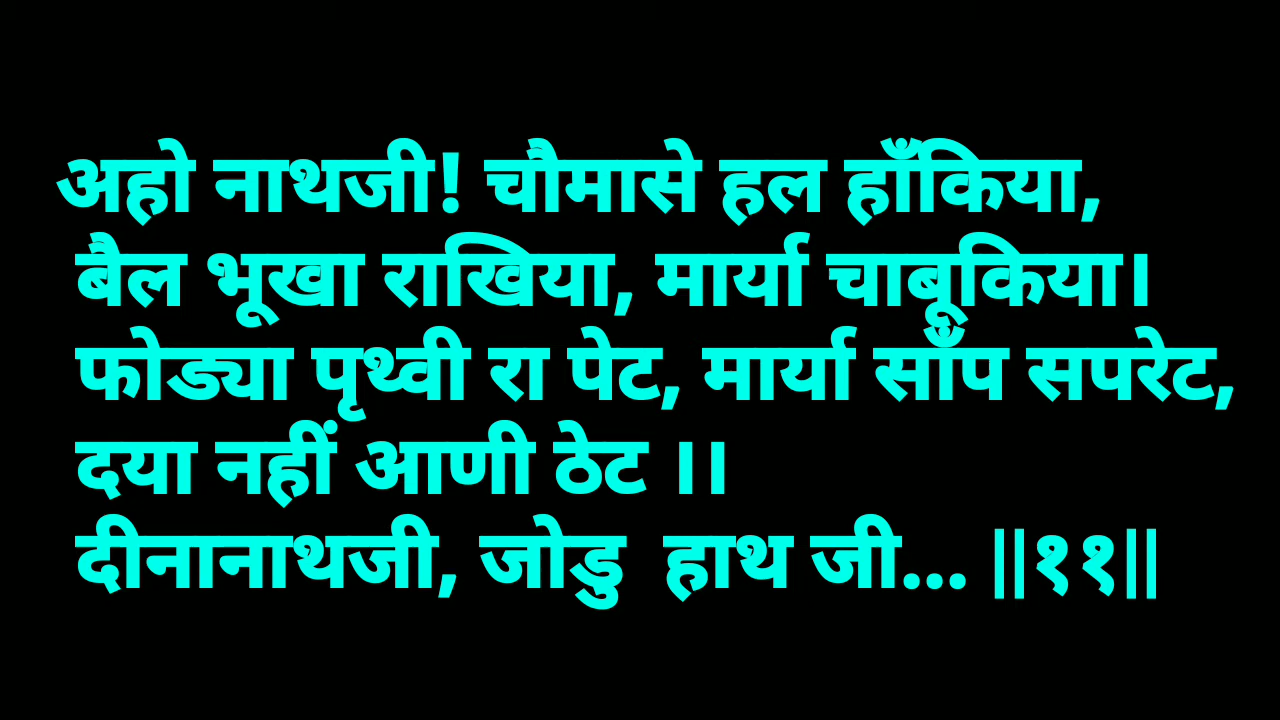 अहो नाथजी! चौमासे हल हाँकिया,
बैल भूखा राखिया, मार्या चाबूकिया।
फोड्या पृथ्वी रा पेट, मार्या साँप सपरेट,
दया नहीं आणी ठेट ।।
दीनानाथजी, जोडु  हाथ जी... ||११||